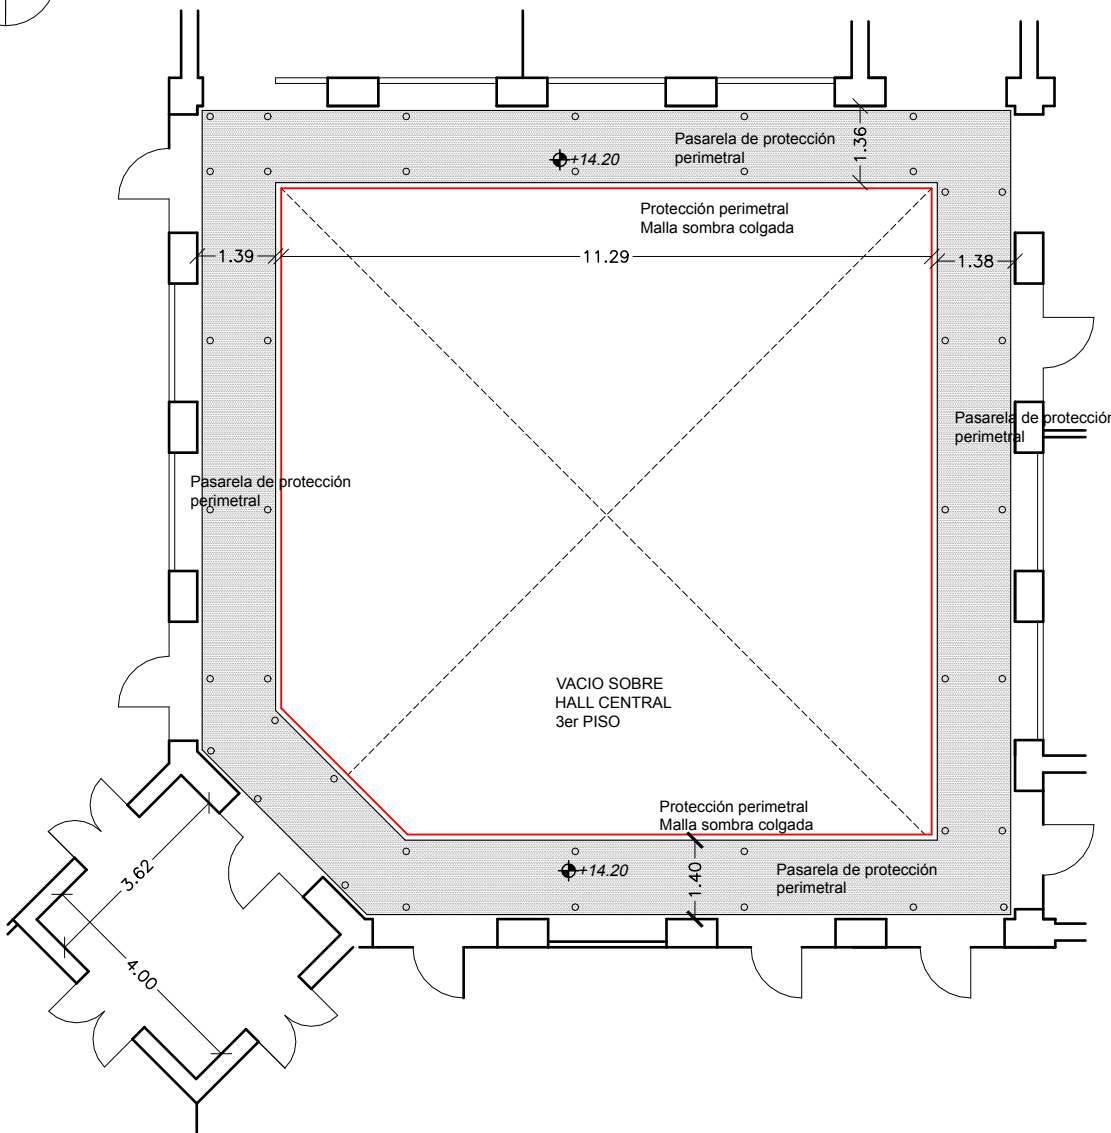 Pasarela de protección
perimetral
1.36
+14.20
Protección perimetral
Malla sombra colgada
1.39
11.29
1.38
Pasarela de protección
perimetral
Pasarela de protección
perimetral
VACIO SOBRE
HALL CENTRAL
3er PISO
Protección perimetral
Malla sombra colgada
+14.20
1.40
Pasarela de protección
perimetral
3.62
4.00